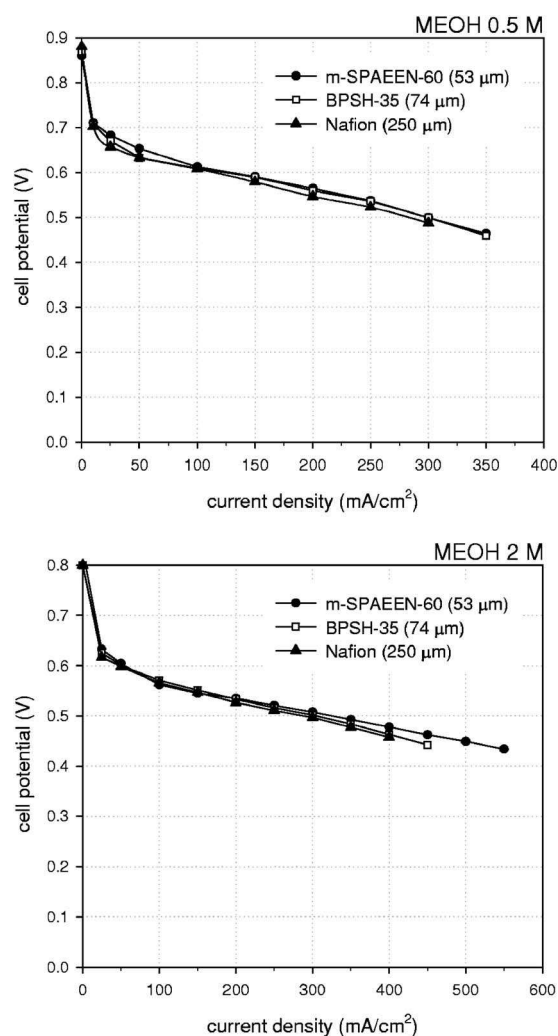 MEOH 0.5 M
0.9
0.8
0.7
0.6
0.5
0.4
0.3
0.2
0.1
0.0
cell potential (V)
m-SPAEEN-60 (53 μm)
BPSH-35 (74 μm)
Nafion (250 μm)
0 50 100 150 200 250 300 350 400
current density (mA/cm²)
MEOH 2 M
0.8
0.7
0.6
0.5
0.4
0.3
0.2
0.1
0.0
cell potential (V)
m-SPAEEN-60 (53 μm)
BPSH-35 (74 μm)
Nafion (250 μm)
0 100 200 300 400 500 600
current density (mA/cm²)